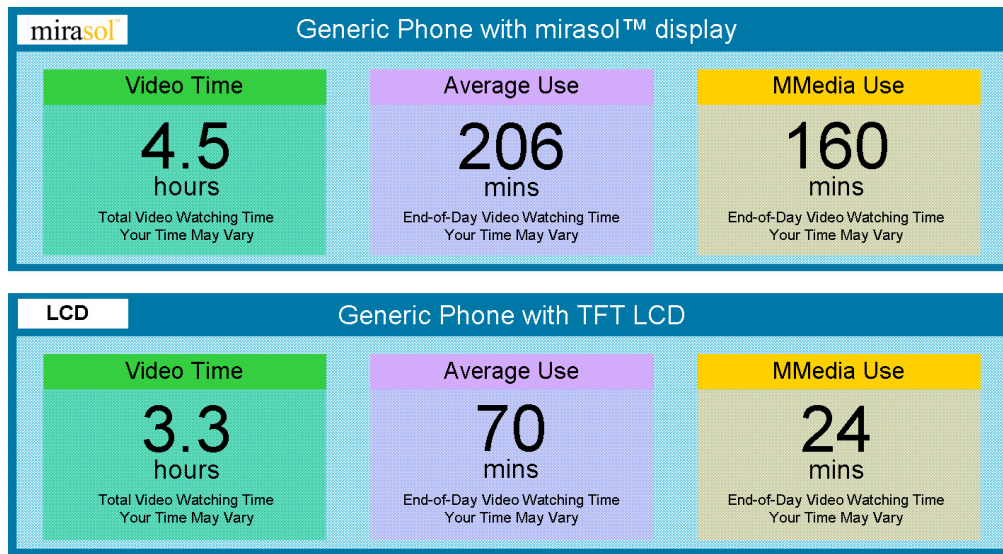 mirasol™
Generic Phone with mirasol™ display
Video Time
4.5
hours
Total Video Watching Time
Your Time May Vary
Average Use
206
mins
End-of-Day Video Watching Time
Your Time May Vary
MMedia Use
160
mins
End-of-Day Video Watching Time
Your Time May Vary
LCD
Generic Phone with TFT LCD
Video Time
3.3
hours
Total Video Watching Time
Your Time May Vary
Average Use
70
mins
End-of-Day Video Watching Time
Your Time May Vary
MMedia Use
24
mins
End-of-Day Video Watching Time
Your Time May Vary